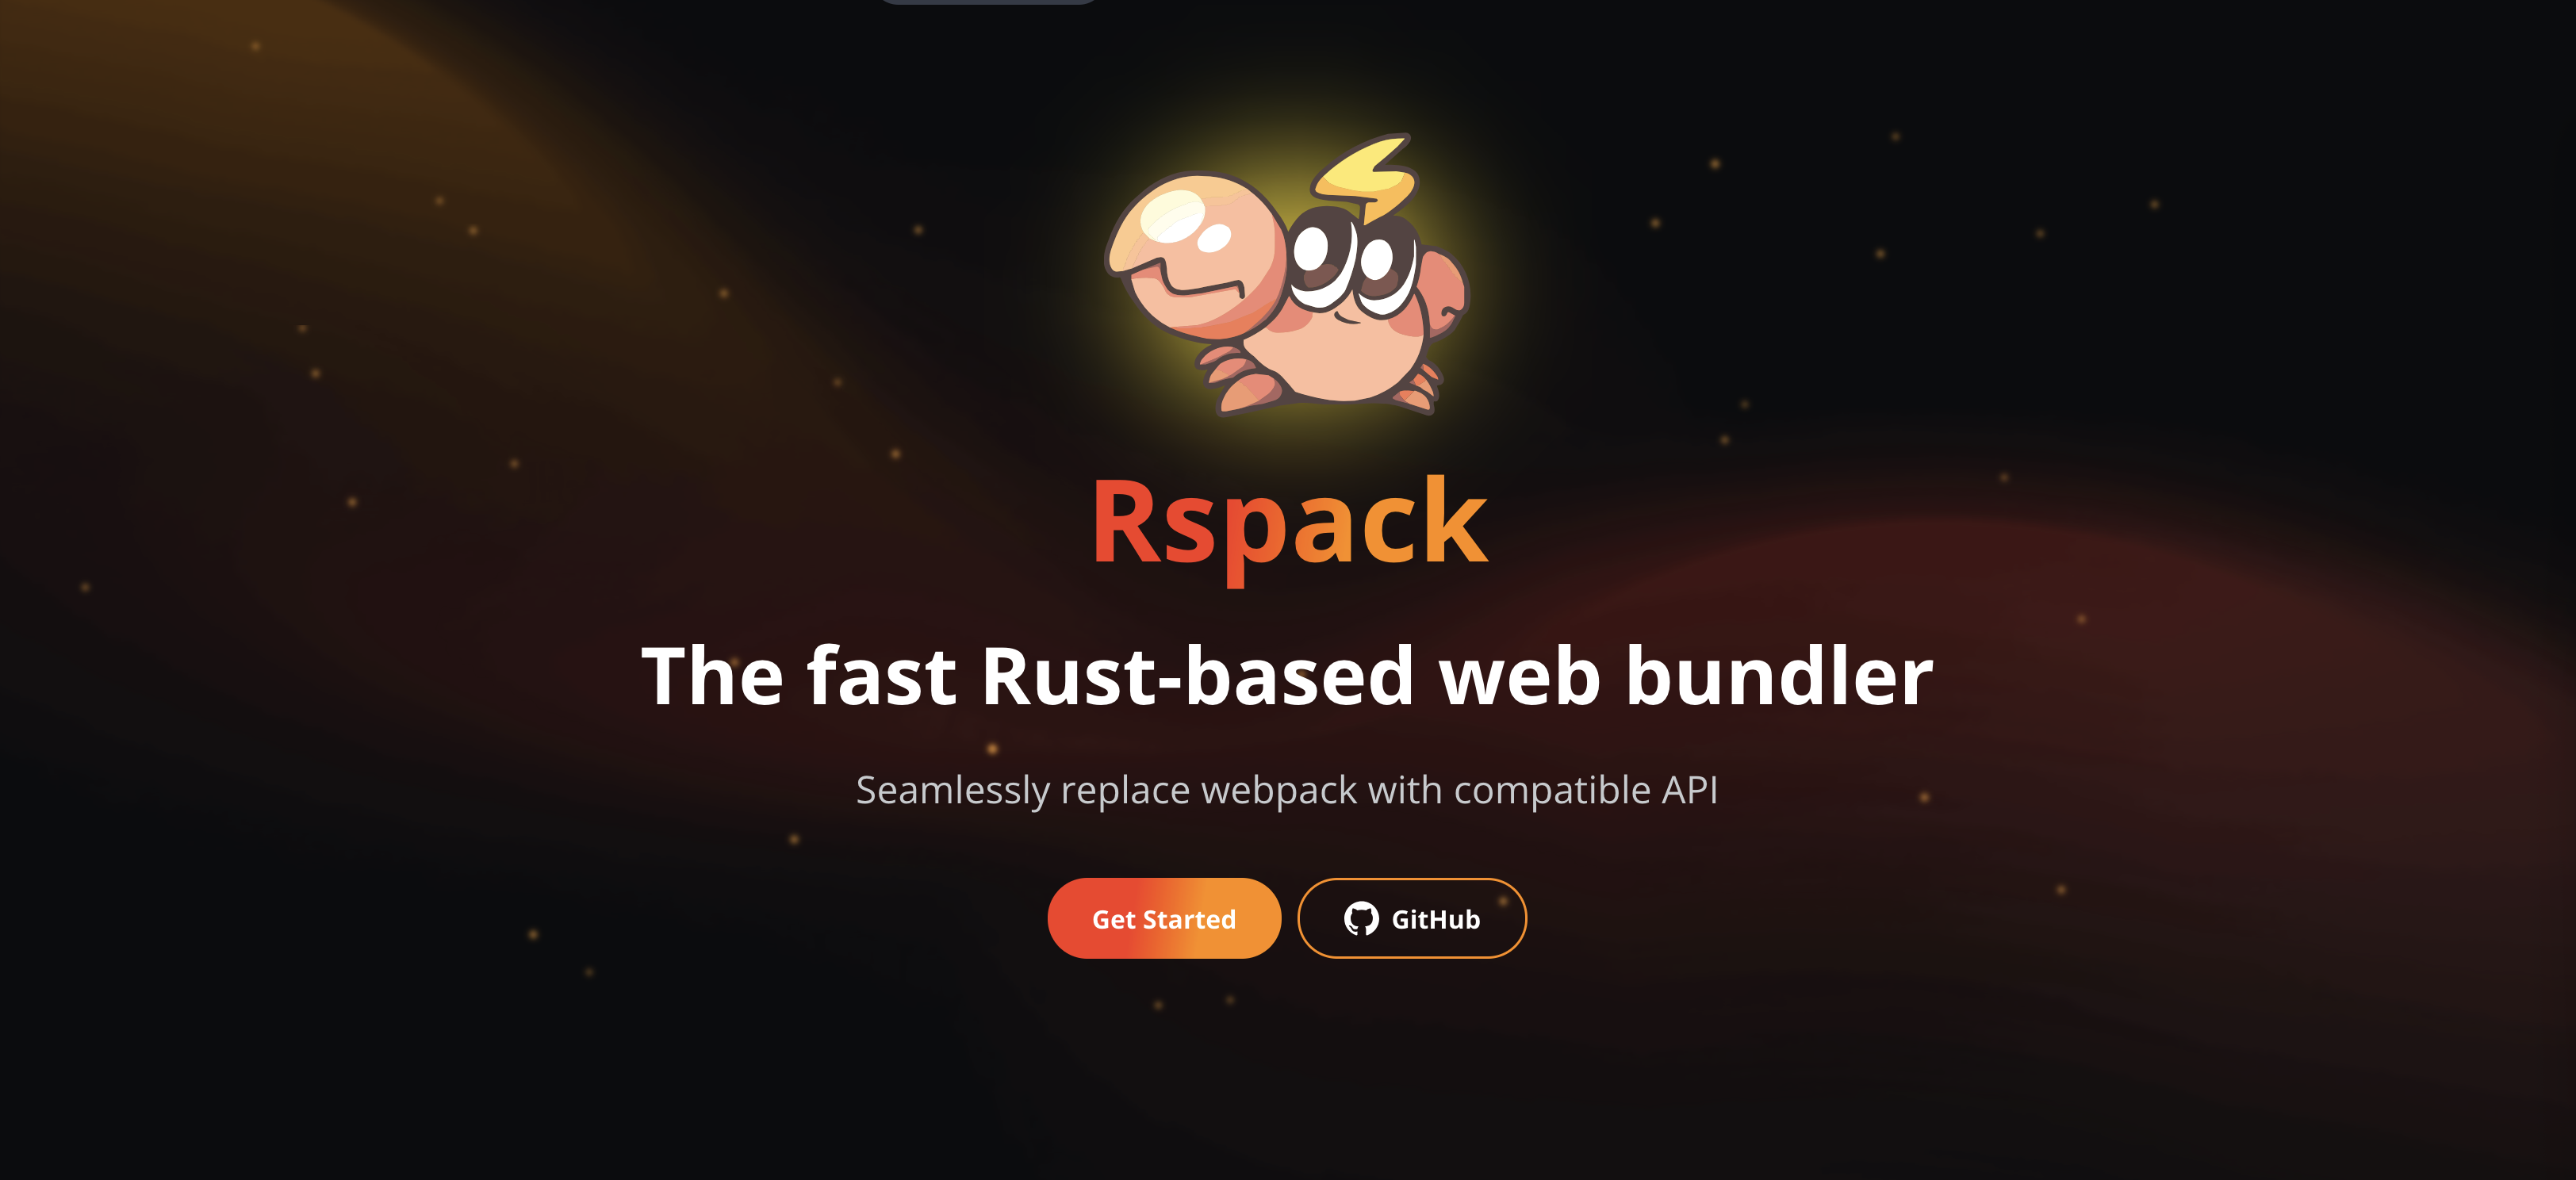 Rspack
The fast Rust-based web bundler
Seamlessly replace webpack with compatible API
Get Started
GitHub